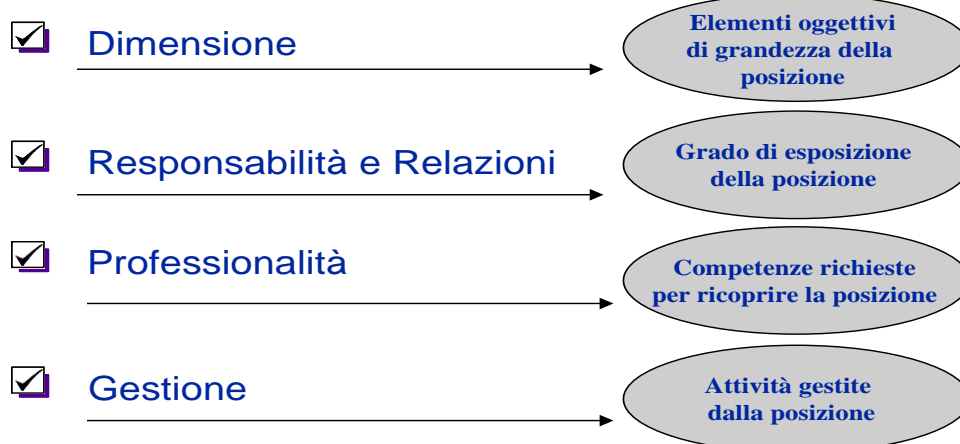 Dimensione
Elementi oggettivi
di grandezza della
posizione
Responsabilità e Relazioni
Grado di esposizione
della posizione
Professionalità
Competenze richieste
per ricoprire la posizione
Gestione
Attività gestite
dalla posizione